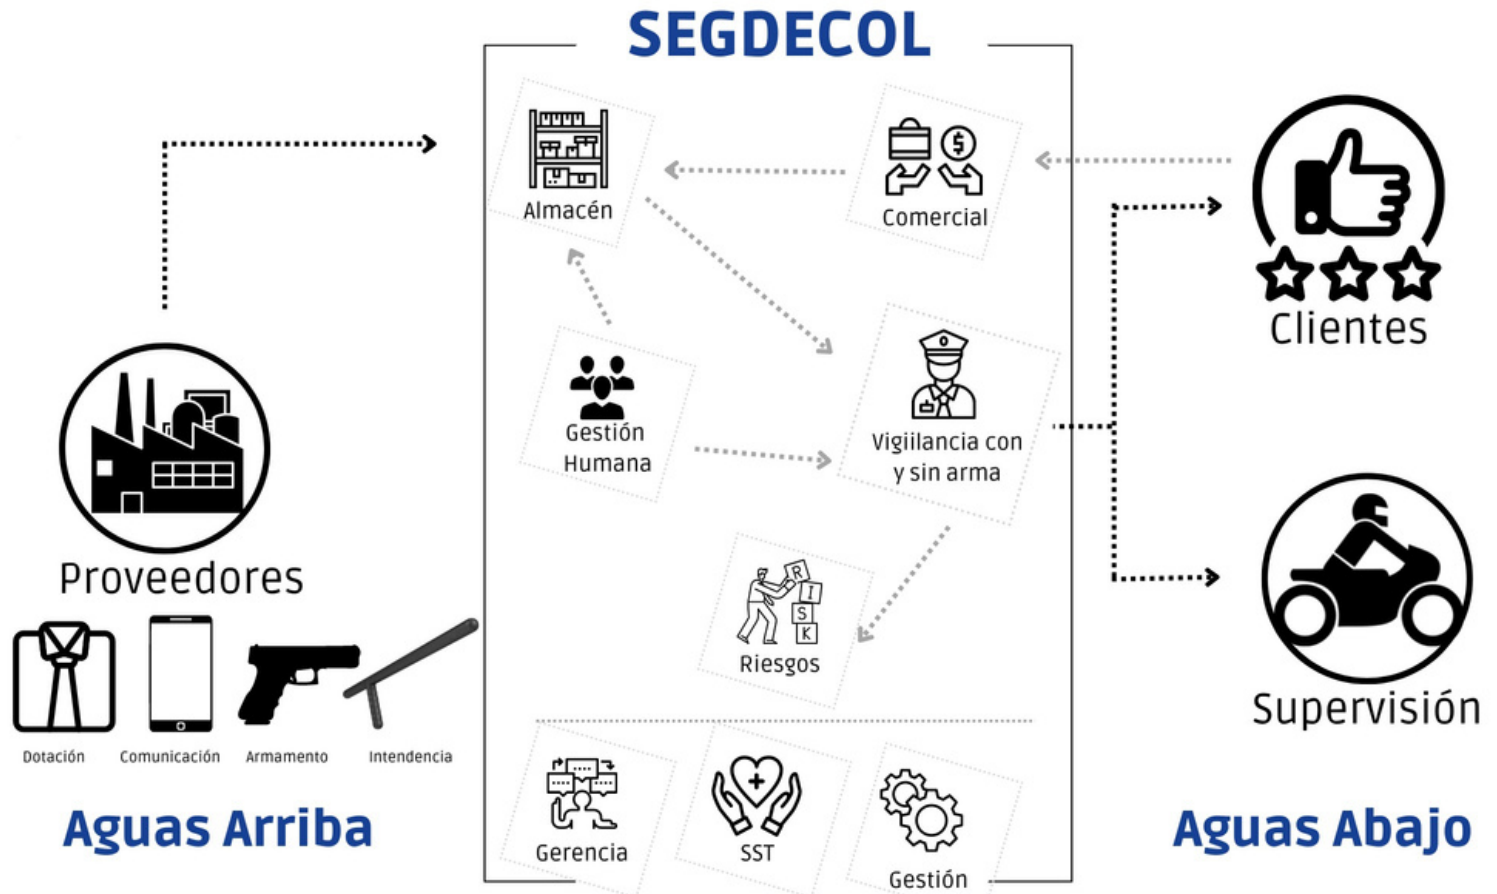 SEGDECOL
Almacén
Comercial
Clientes
Gestión
Humana
Vigiilancia con
y sin arma
Proveedores
R
I
S
K
Riesgos
Supervisión
Dotación
Comunicación
Armamento
Intendencia
Aguas Arriba
Gerencia
SST
Gestión
Aguas Abajo